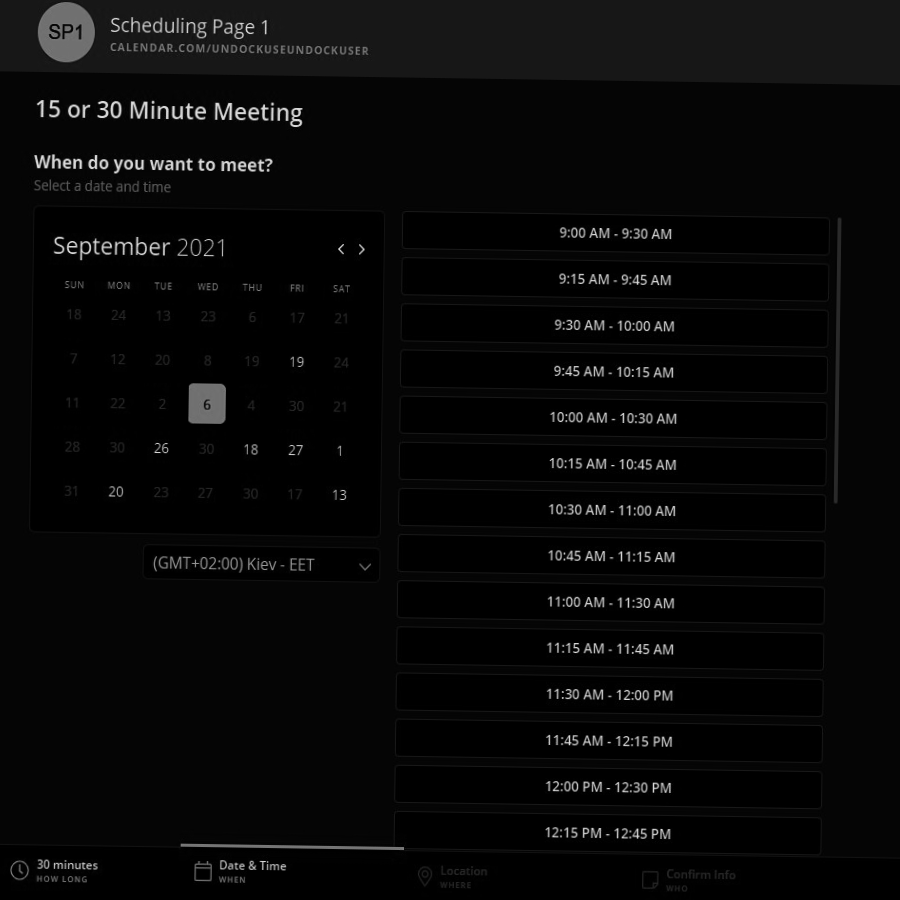 SP1
Scheduling Page 1
CALENDAR.COM/UNDOCKUSEUNDOCKUSER
15 or 30 Minute Meeting
When do you want to meet?
Select a date and time
September 2021
SUN MON TUE WED THU FRI SAT
18 24 13 23 6 17 21
7 12 20 8 19 19 24
11 22 2 6 4 30 21
28 30 26 30 18 27 1
31 20 23 27 30 17 13
(GMT+02:00) Kiev - EET
9:00 AM - 9:30 AM
9:15 AM - 9:45 AM
9:30 AM - 10:00 AM
9:45 AM - 10:15 AM
10:00 AM - 10:30 AM
10:15 AM - 10:45 AM
10:30 AM - 11:00 AM
10:45 AM - 11:15 AM
11:00 AM - 11:30 AM
11:15 AM - 11:45 AM
11:30 AM - 12:00 PM
11:45 AM - 12:15 PM
12:00 PM - 12:30 PM
12:15 PM - 12:45 PM
30 minutes
HOW LONG
Date & Time
WHEN
Location
WHERE
Confirm Info
WHO